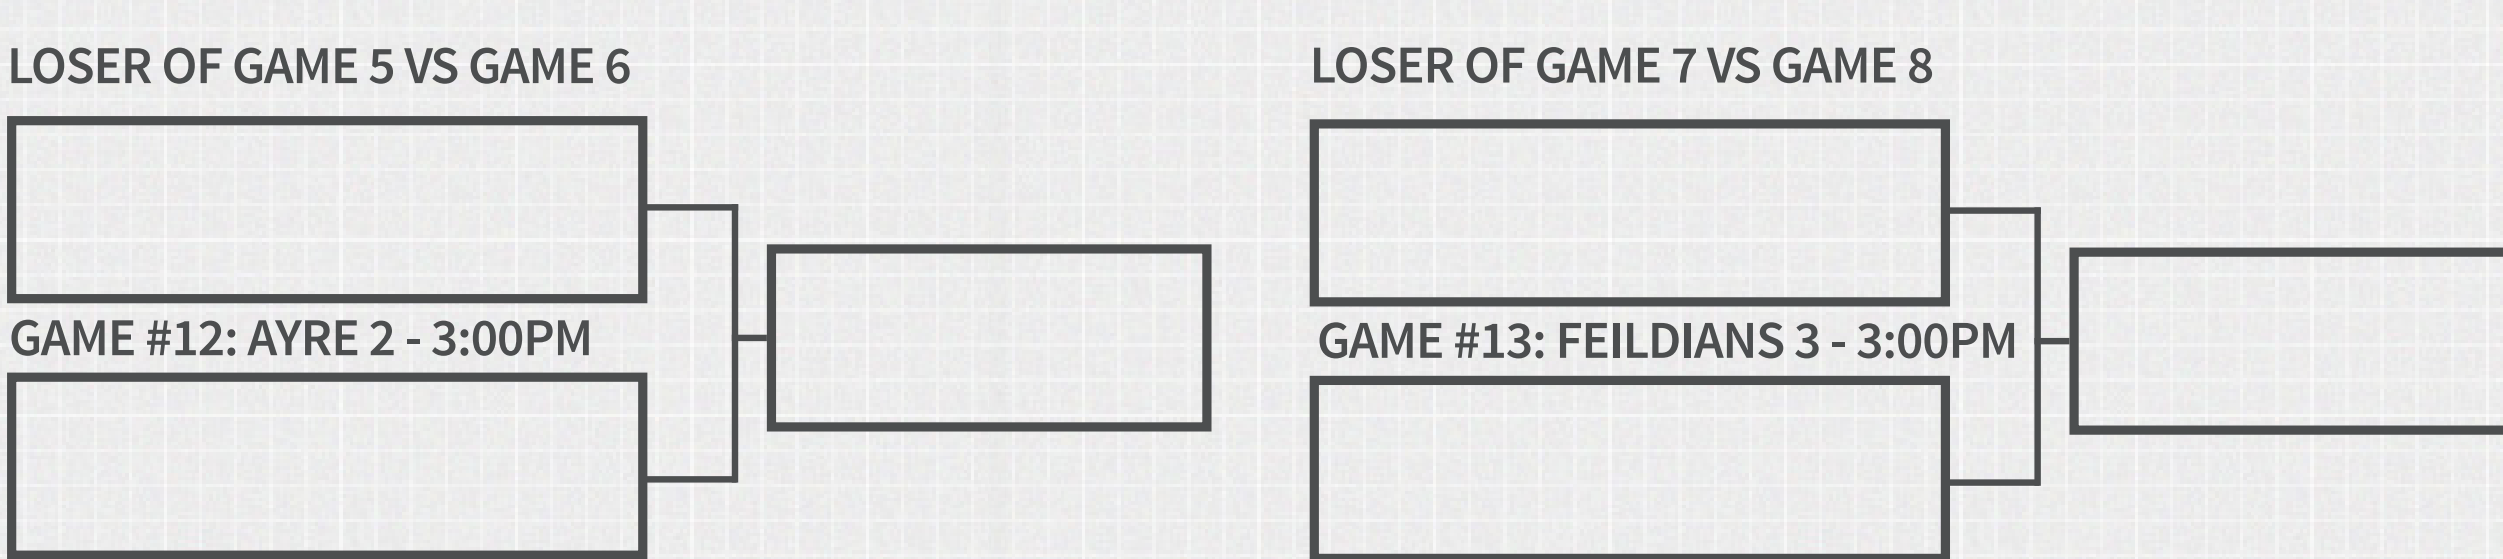 LOSER OF GAME 5 VS GAME 6
LOSER OF GAME 7 VS GAME 8
GAME #12: AYRE 2 - 3:00PM
GAME #13: FEILDIANS 3 - 3:00PM